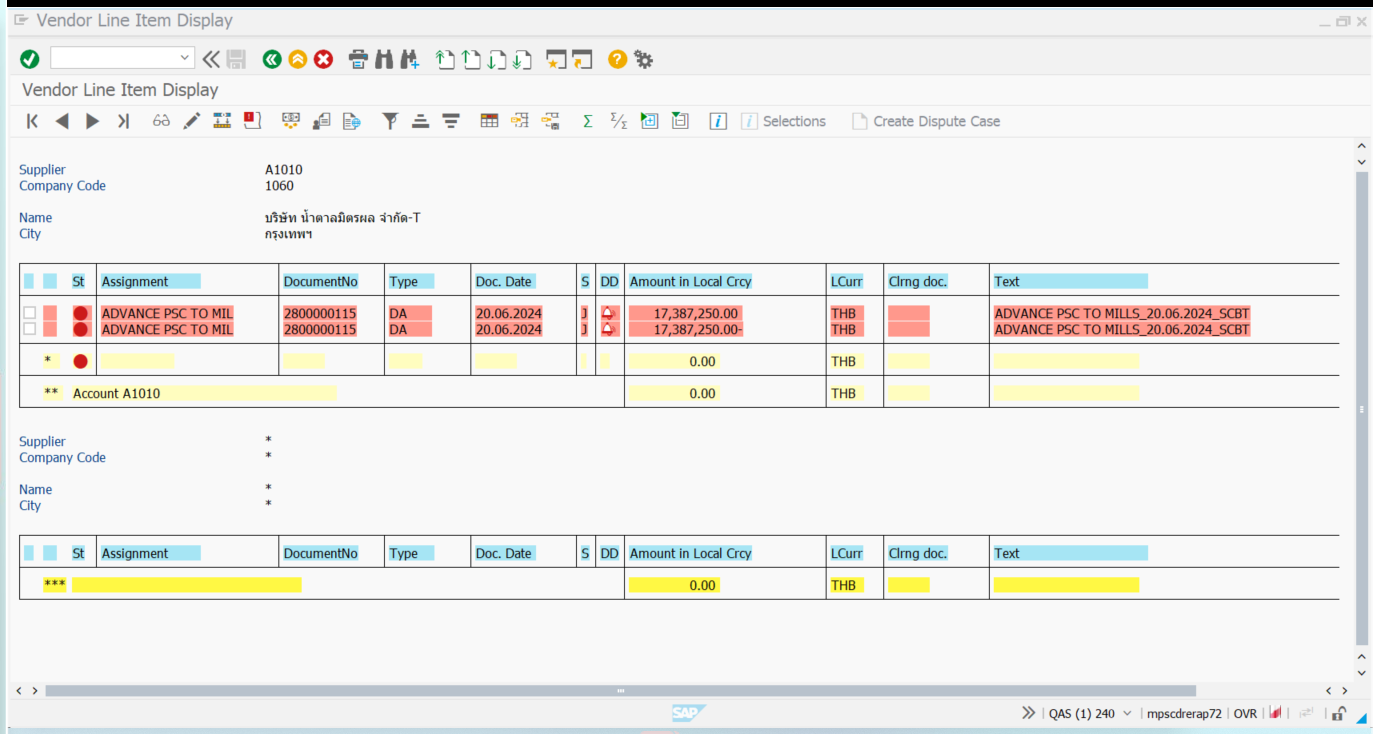 Vendor Line Item Display
Vendor Line Item Display
Selections Create Dispute Case
Supplier A1010
Company Code 1060
Name บริษัท น้ำตาลมิตรผล จำกัด-T
City กรุงเทพฯ
St Assignment DocumentNo Type Doc. Date S DD Amount in Local Crcy LCurr Clrng doc. Text
ADVANCE PSC TO MIL 2800000115 DA 20.06.2024 J 17,387,250.00 THB ADVANCE PSC TO MILLS_20.06.2024_SCBT
ADVANCE PSC TO MIL 2800000115 DA 20.06.2024 J 17,387,250.00- THB ADVANCE PSC TO MILLS_20.06.2024_SCBT
* 0.00 THB
** Account A1010 0.00 THB
Supplier *
Company Code *
Name *
City *
St Assignment DocumentNo Type Doc. Date S DD Amount in Local Crcy LCurr Clrng doc. Text
*** 0.00 THB
SAP QAS (1) 240 mpscdrerap72 OVR